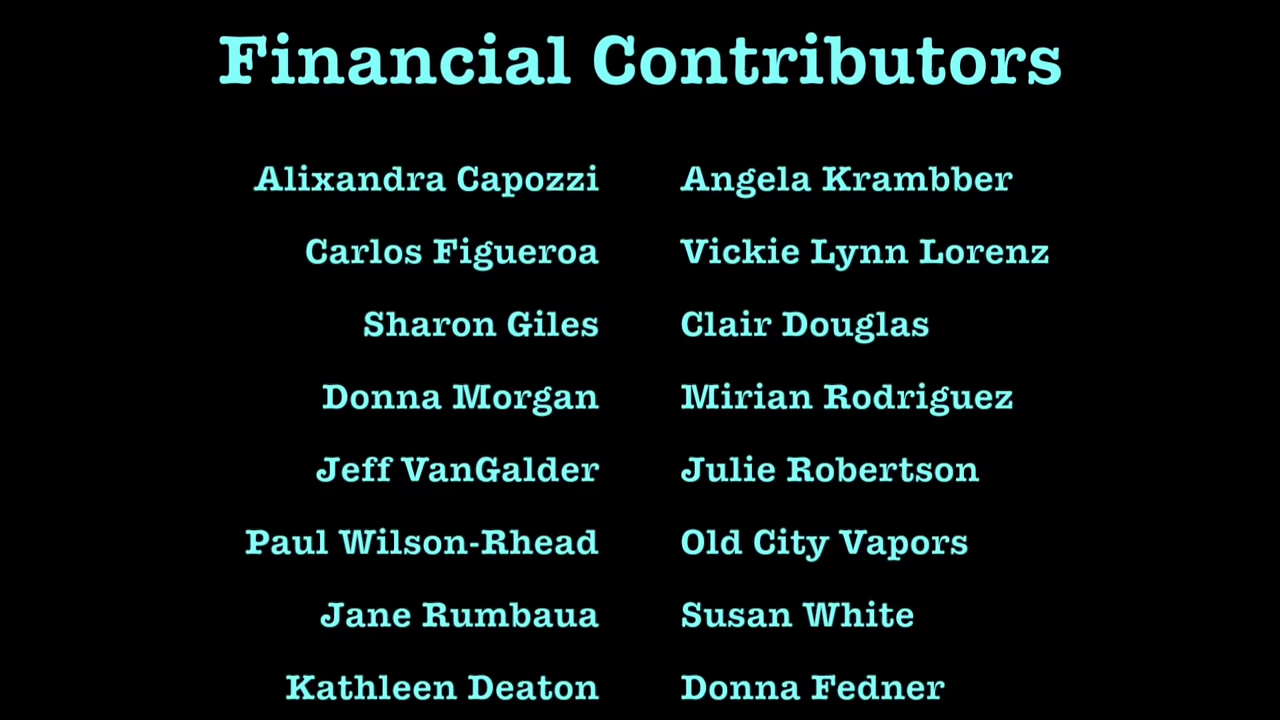 Financial Contributors
Alixandra Capozzi Angela Krambber
Carlos Figueroa Vickie Lynn Lorenz
Sharon Giles Clair Douglas
Donna Morgan Mirian Rodriguez
Jeff VanGalder Julie Robertson
Paul Wilson-Rhead Old City Vapors
Jane Rumbaua Susan White
Kathleen Deaton Donna Fedner